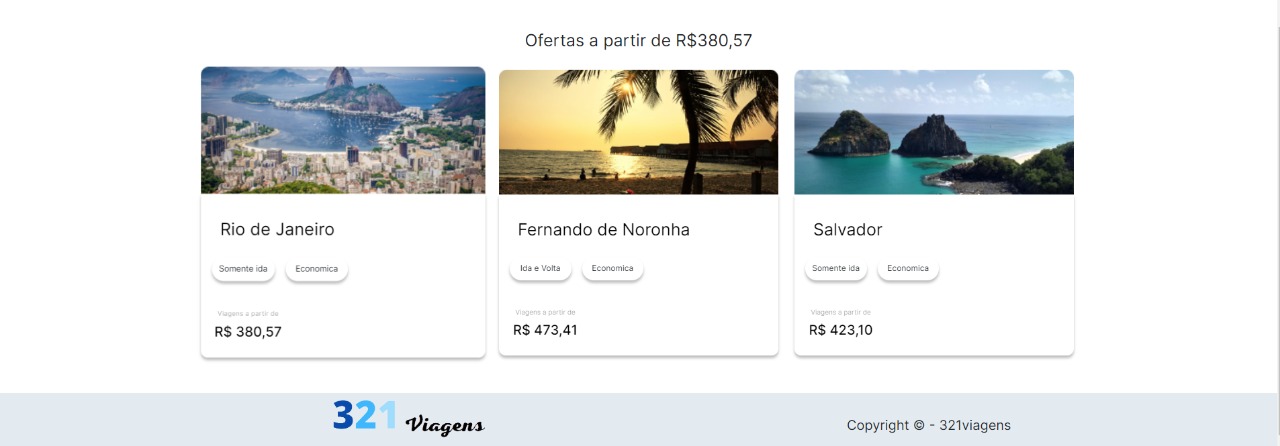 Ofertas a partir de R$380,57
Rio de Janeiro
Somente ida
Economica
Viagens a partir de
R$ 380,57
Fernando de Noronha
Ida e Volta
Economica
Viagens a partir de
R$ 473,41
Salvador
Somente ida
Economica
Viagens a partir de
R$ 423,10
321 Viagens
Copyright © - 321viagens